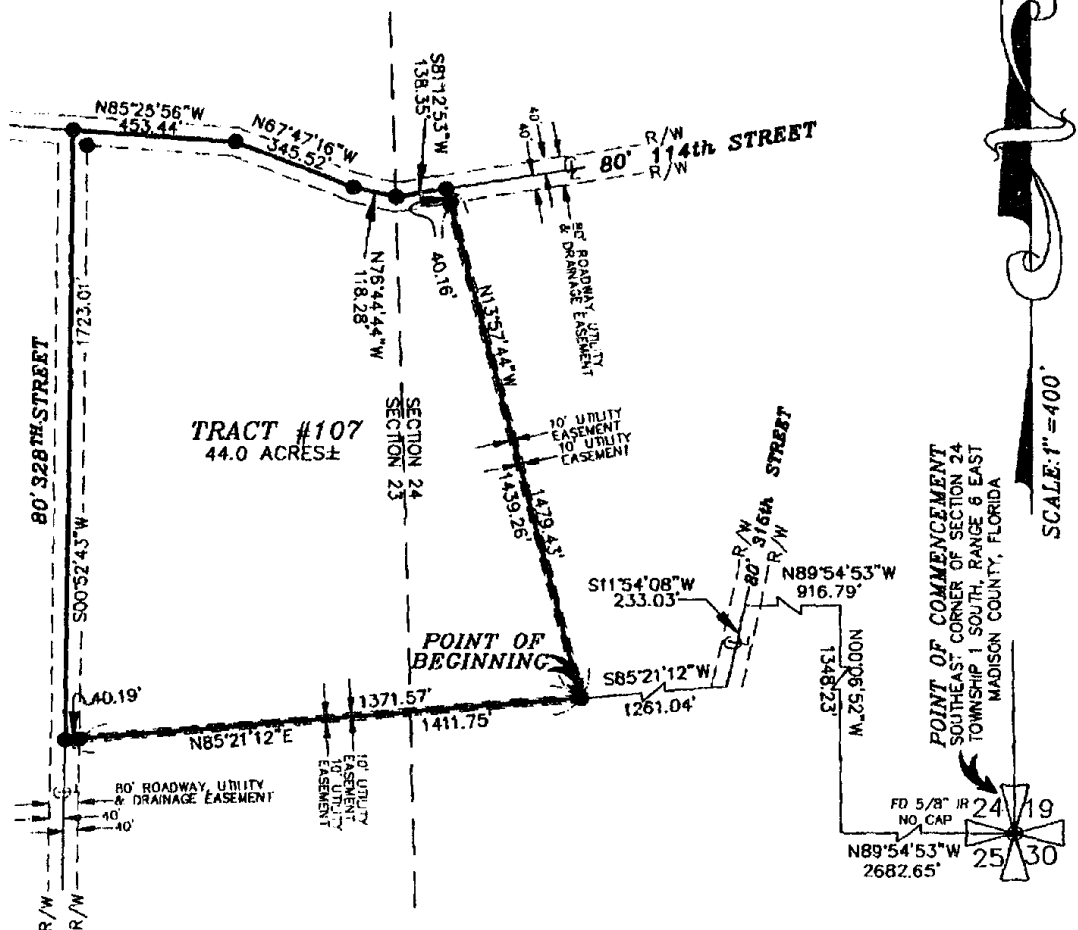 N85°25'56"W
453.44'
N67°47'16"W
345.52'
S81°12'53"W
138.35'
40
40
R/W
80' 114th STREET
R/W
80' ROADWAY, UTILITY
& DRAINAGE EASEMENT
40.16'
N76°44'44"W
118.28'
N13°57'44"W
1723.01'
80' 328TH STREET
S00°52'43"W
TRACT #107
44.0 ACRES±
SECTION 24
SECTION 23
10' UTILITY
EASEMENT
10' UTILITY
EASEMENT
1479.43'
1439.26'
R/W
80' 316th STREET
R/W
S11°54'08"W
233.03'
N89°54'53"W
916.79'
N00°06'52"W
1348.23'
POINT OF
BEGINNING
S85°21'12"W
1261.04'
40.19'
1371.57'
1411.75'
N85°21'12"E
10' UTILITY
EASEMENT
10' UTILITY
EASEMENT
80' ROADWAY, UTILITY
& DRAINAGE EASEMENT
40'
40'
R/W
R/W
POINT OF COMMENCEMENT
SOUTHEAST CORNER OF SECTION 24
TOWNSHIP 1 SOUTH, RANGE 6 EAST
MADISON COUNTY, FLORIDA
SCALE: 1"=400'
FD 5/8" IR
NO CAP
24 19
25 30
N89°54'53"W
2682.65'